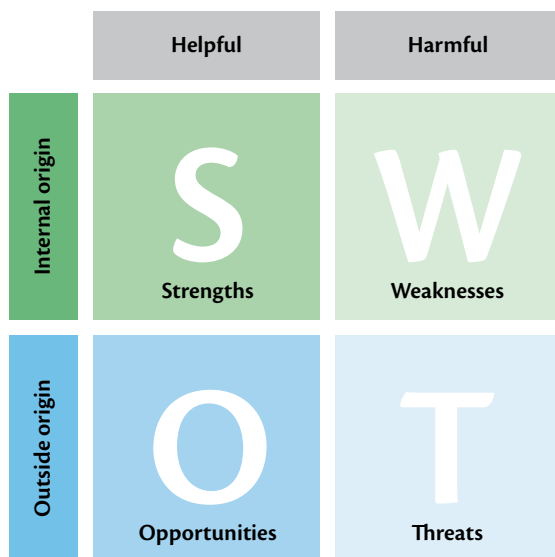 Helpful
Harmful
Internal origin
S
Strengths
W
Weaknesses
Outside origin
O
Opportunities
T
Threats